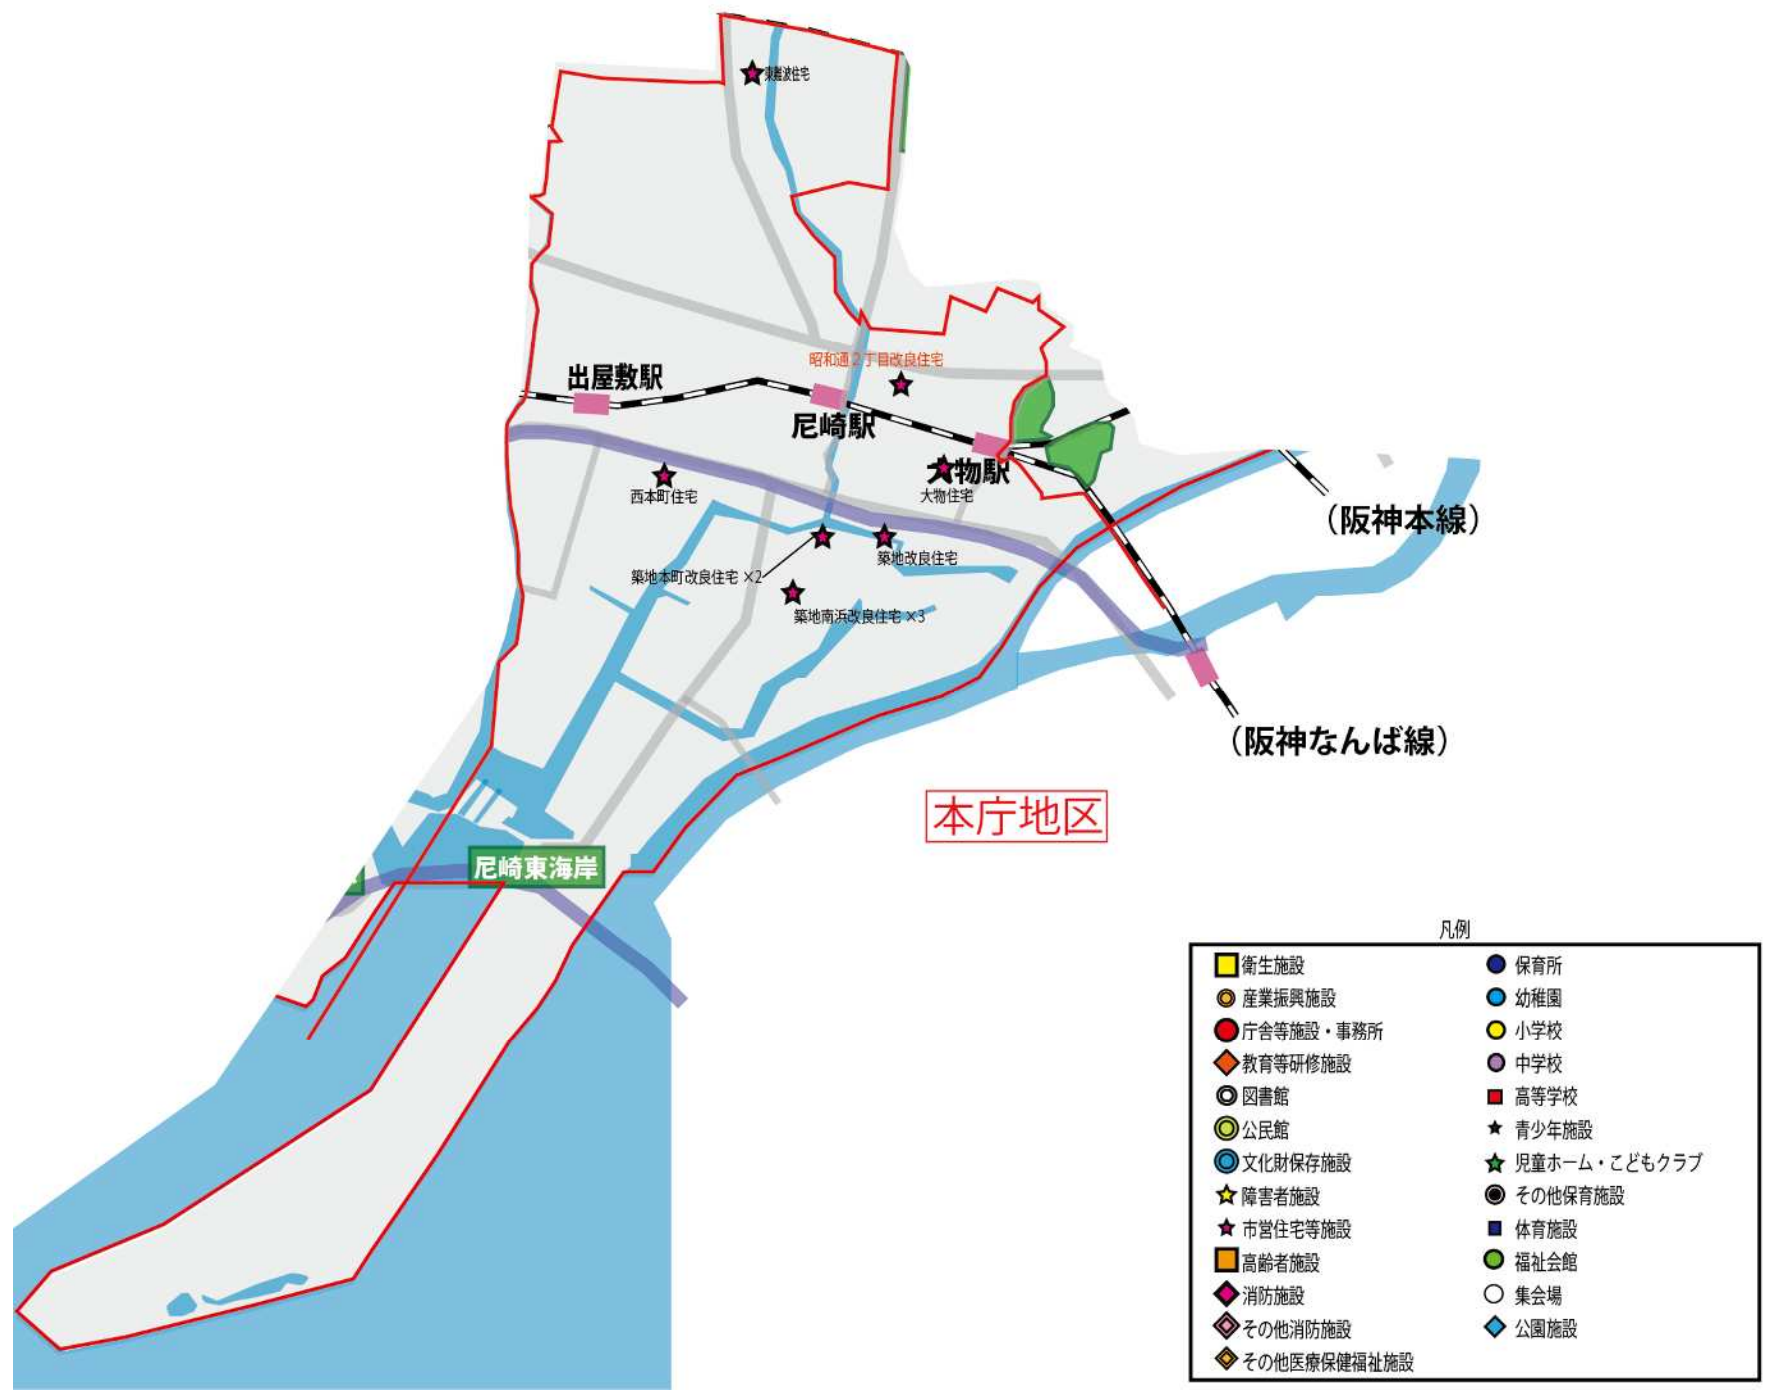 東難波住宅
昭和通２丁目改良住宅
出屋敷駅
尼崎駅
大物駅
西本町住宅
大物住宅
（阪神本線）
築地改良住宅
築地本町改良住宅 ×2
築地南浜改良住宅 ×3
（阪神なんば線）
本庁地区
尼崎東海岸
凡例
衛生施設
産業振興施設
庁舎等施設・事務所
教育等研修施設
図書館
公民館
文化財保存施設
障害者施設
市営住宅等施設
高齢者施設
消防施設
その他消防施設
その他医療保健福祉施設
保育所
幼稚園
小学校
中学校
高等学校
青少年施設
児童ホーム・こどもクラブ
その他保育施設
体育施設
福祉会館
集会場
公園施設